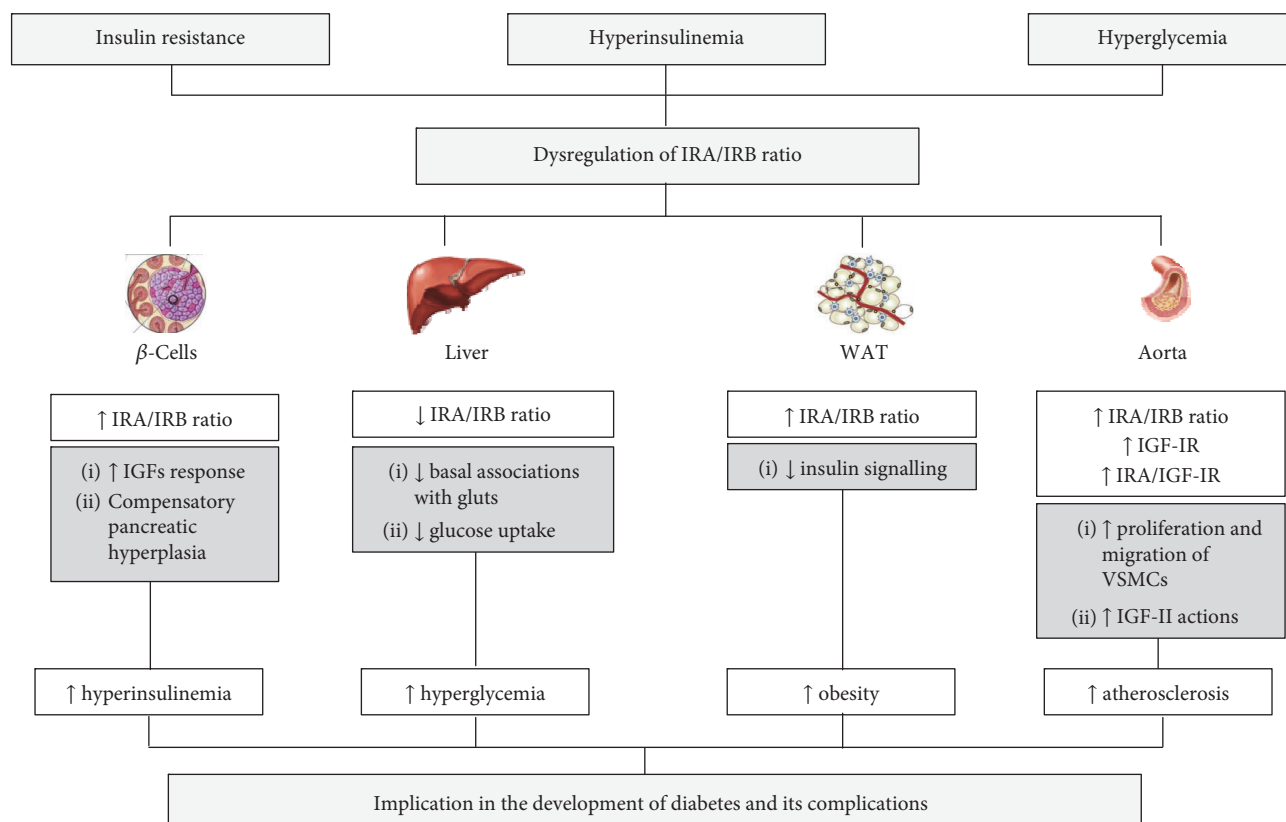 Insulin resistance
Hyperinsulinemia
Hyperglycemia
Dysregulation of IRA/IRB ratio
β-Cells
Liver
WAT
Aorta
↑ IRA/IRB ratio
(i) ↑ IGFs response
(ii) Compensatory
pancreatic
hyperplasia
↓ IRA/IRB ratio
(i) ↓ basal associations
with gluts
(ii) ↓ glucose uptake
↑ IRA/IRB ratio
(i) ↓ insulin signalling
↑ IRA/IRB ratio
↑ IGF-IR
↑ IRA/IGF-IR
(i) ↑ proliferation and
migration of
VSMCs
(ii) ↑ IGF-II actions
↑ hyperinsulinemia
↑ hyperglycemia
↑ obesity
↑ atherosclerosis
Implication in the development of diabetes and its complications